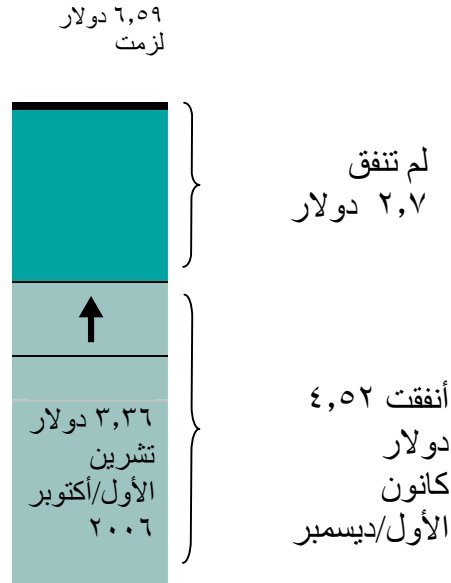 ٦,٥٩ دولار
لزمت
لم تنفق
٢,٧ دولار
أنفقت ٤,٥٢
دولار
كانون
الأول/ديسمبر
٣,٣٦ دولار
تشرين
الأول/أكتوبر
٢٠٠٦